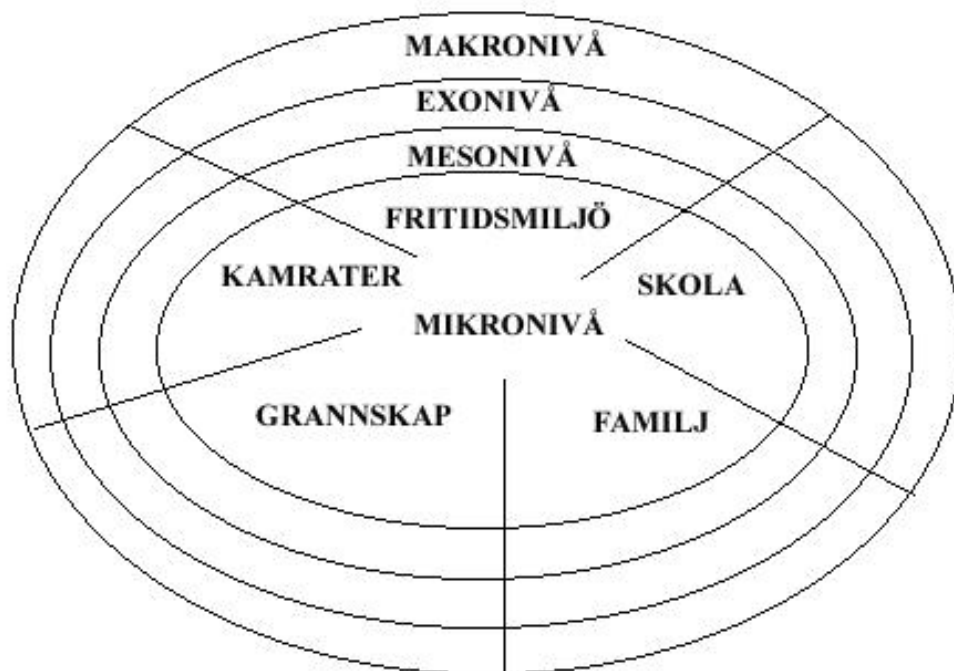 MAKRONIVÅ
EXONIVÅ
MESONIVÅ
FRITIDSMILJÖ
KAMRATER
SKOLA
MIKRONIVÅ
GRANNSKAP
FAMILJ